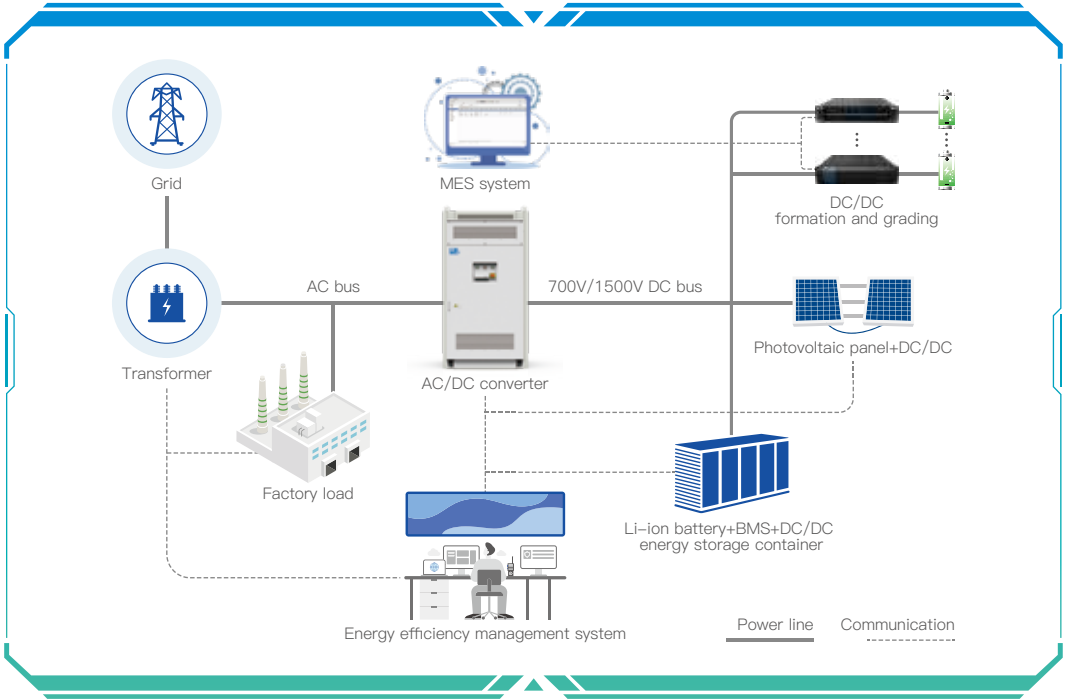 Grid
MES system
DC/DC
formation and grading
AC bus
700V/1500V DC bus
Transformer
AC/DC converter
Photovoltaic panel+DC/DC
Factory load
Li-ion battery+BMS+DC/DC
energy storage container
Energy efficiency management system
Power line
Communication